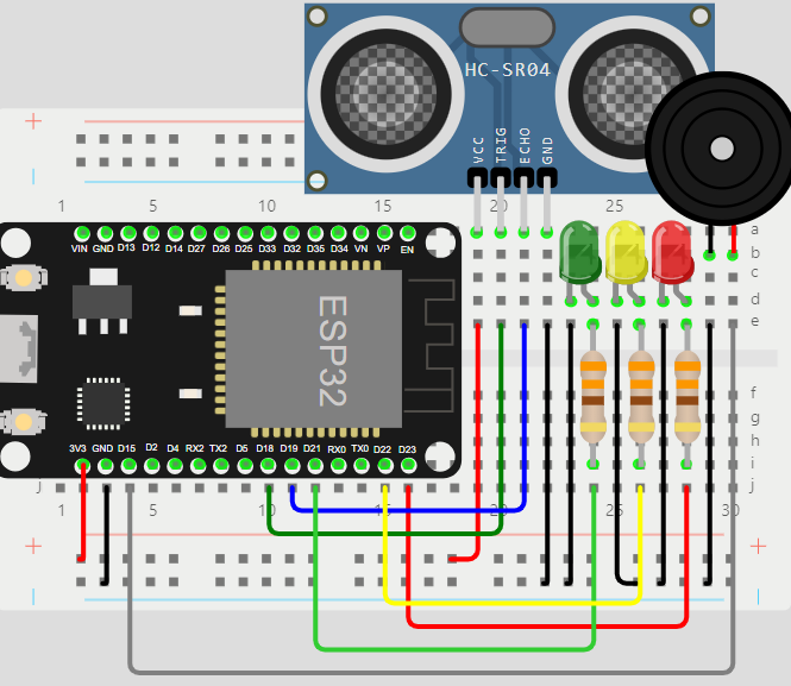 HC-SR04
VCC TRIG ECHO GND
+
1 5 10 15 20 25
a
b
c
d
e
VIN GND D13 D12 D14 D27 D26 D25 D33 D32 D35 D34 VN VP EN
ESP32
f
g
h
i
3V3 GND D15 D2 D4 RX2 TX2 D5 D18 D19 D21 RX0 TX0 D22 D23
J j
1 5 10 15 20 25 30
+ +